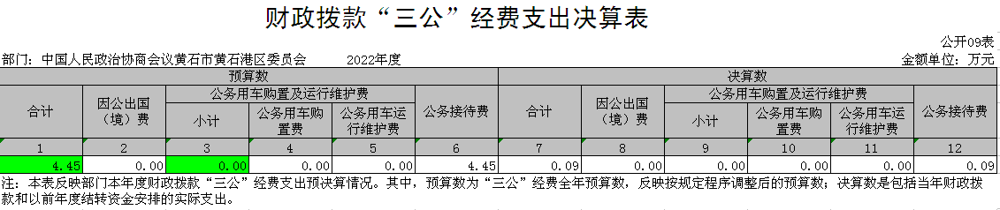 财政拨款“三公”经费支出决算表
公开09表
部门：中国人民政治协商会议黄石市黄石港区委员会 2022年度 金额单位：万元
预算数 决算数
合计 因公出国（境）费 公务用车购置及运行维护费 公务接待费 合计 因公出国（境）费 公务用车购置及运行维护费 公务接待费
小计 公务用车购置费 公务用车运行维护费 小计 公务用车购置费 公务用车运行维护费
1 2 3 4 5 6 7 8 9 10 11 12
4.45 0.00 0.00 0.00 0.00 4.45 0.09 0.00 0.00 0.00 0.00 0.09
注：本表反映部门本年度财政拨款“三公”经费支出预决算情况。其中，预算数为“三公”经费全年预算数，反映按规定程序调整后的预算数；决算数是包括当年财政拨
款和以前年度结转资金安排的实际支出。